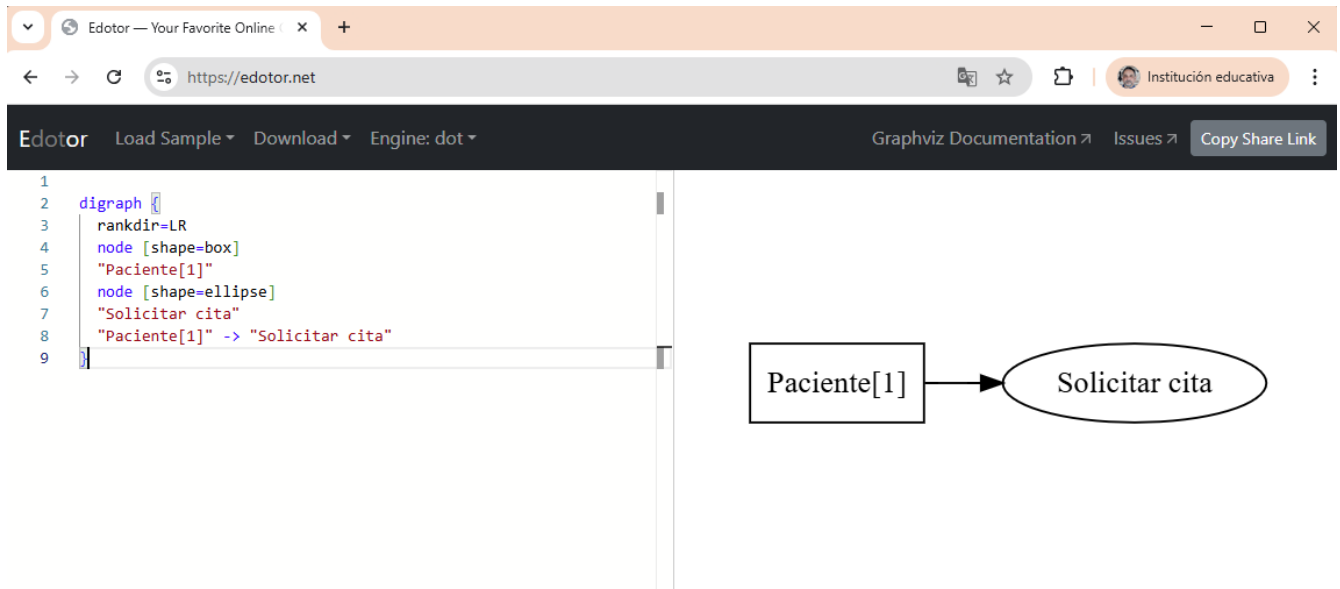 Edotor — Your Favorite Online
https://edotor.net
Institución educativa
Edotor Load Sample Download Engine: dot Graphviz Documentation Issues Copy Share Link
1
2 digraph {
3 rankdir=LR
4 node [shape=box]
5 "Paciente[1]"
6 node [shape=ellipse]
7 "Solicitar cita"
8 "Paciente[1]" -> "Solicitar cita"
9 }
Paciente[1]
Solicitar cita